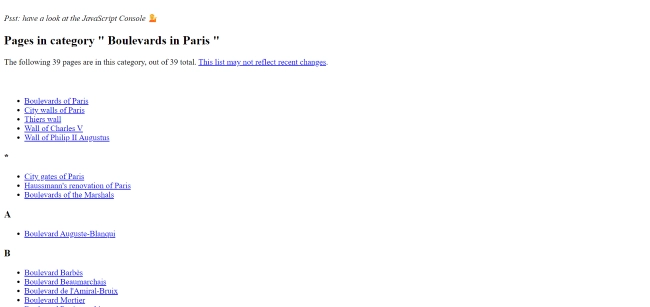 Psst: have a look at the JavaScript Console 💁
Pages in category " Boulevards in Paris "
The following 39 pages are in this category, out of 39 total. This list may not reflect recent changes.
Boulevards of Paris
City walls of Paris
Thiers wall
Wall of Charles V
Wall of Philip II Augustus
*
City gates of Paris
Haussmann's renovation of Paris
Boulevards of the Marshals
A
Boulevard Auguste-Blanqui
B
Boulevard Barbès
Boulevard Beaumarchais
Boulevard de l'Amiral-Bruix
Boulevard Mortier